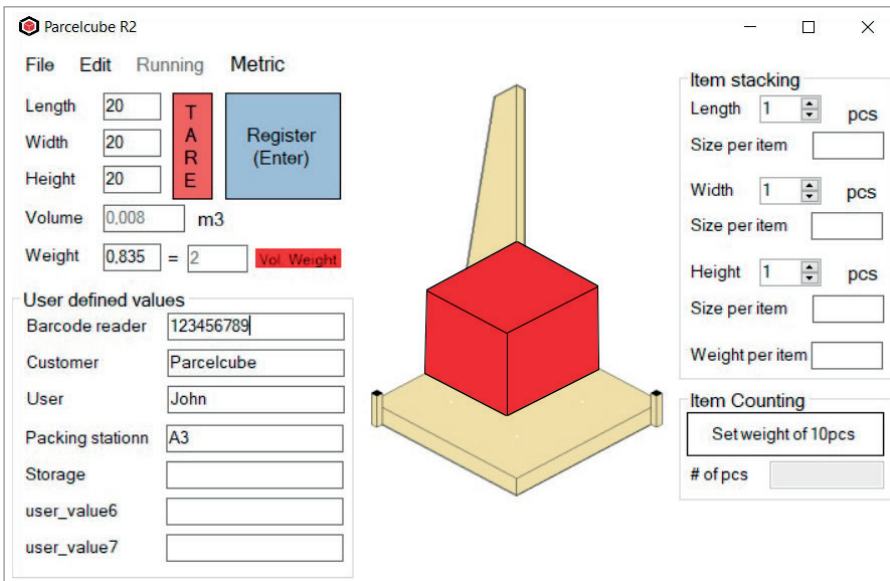 Parcelcube R2
File Edit Running Metric
Length 20
Width 20
Height 20
TARE
Register
(Enter)
Volume 0,008 m3
Weight 0,835 = 2 Vol. Weight
User defined values
Barcode reader 123456789
Customer Parcelcube
User John
Packing stationn A3
Storage
user_value6
user_value7
Item stacking
Length 1 pcs
Size per item
Width 1 pcs
Size per item
Height 1 pcs
Size per item
Weight per item
Item Counting
Set weight of 10pcs
# of pcs